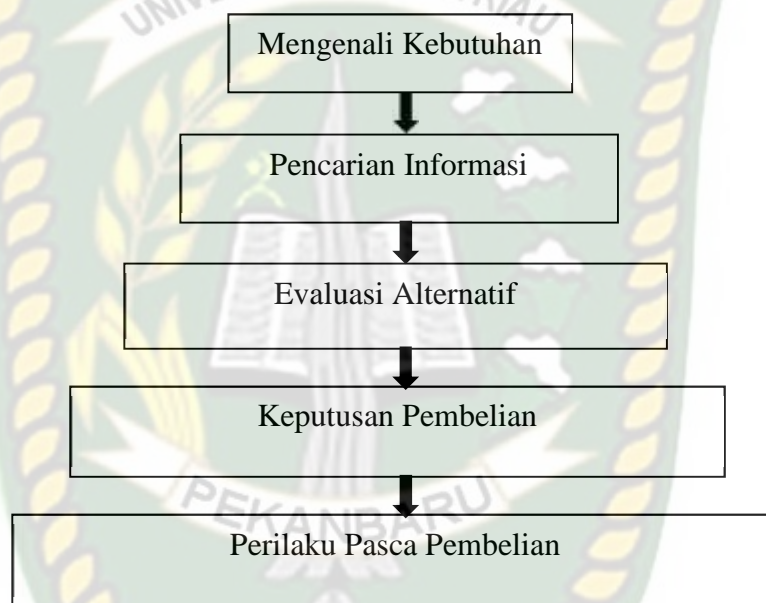 Mengenali Kebutuhan
Pencarian Informasi
Evaluasi Alternatif
Keputusan Pembelian
PEKANBARU
Perilaku Pasca Pembelian